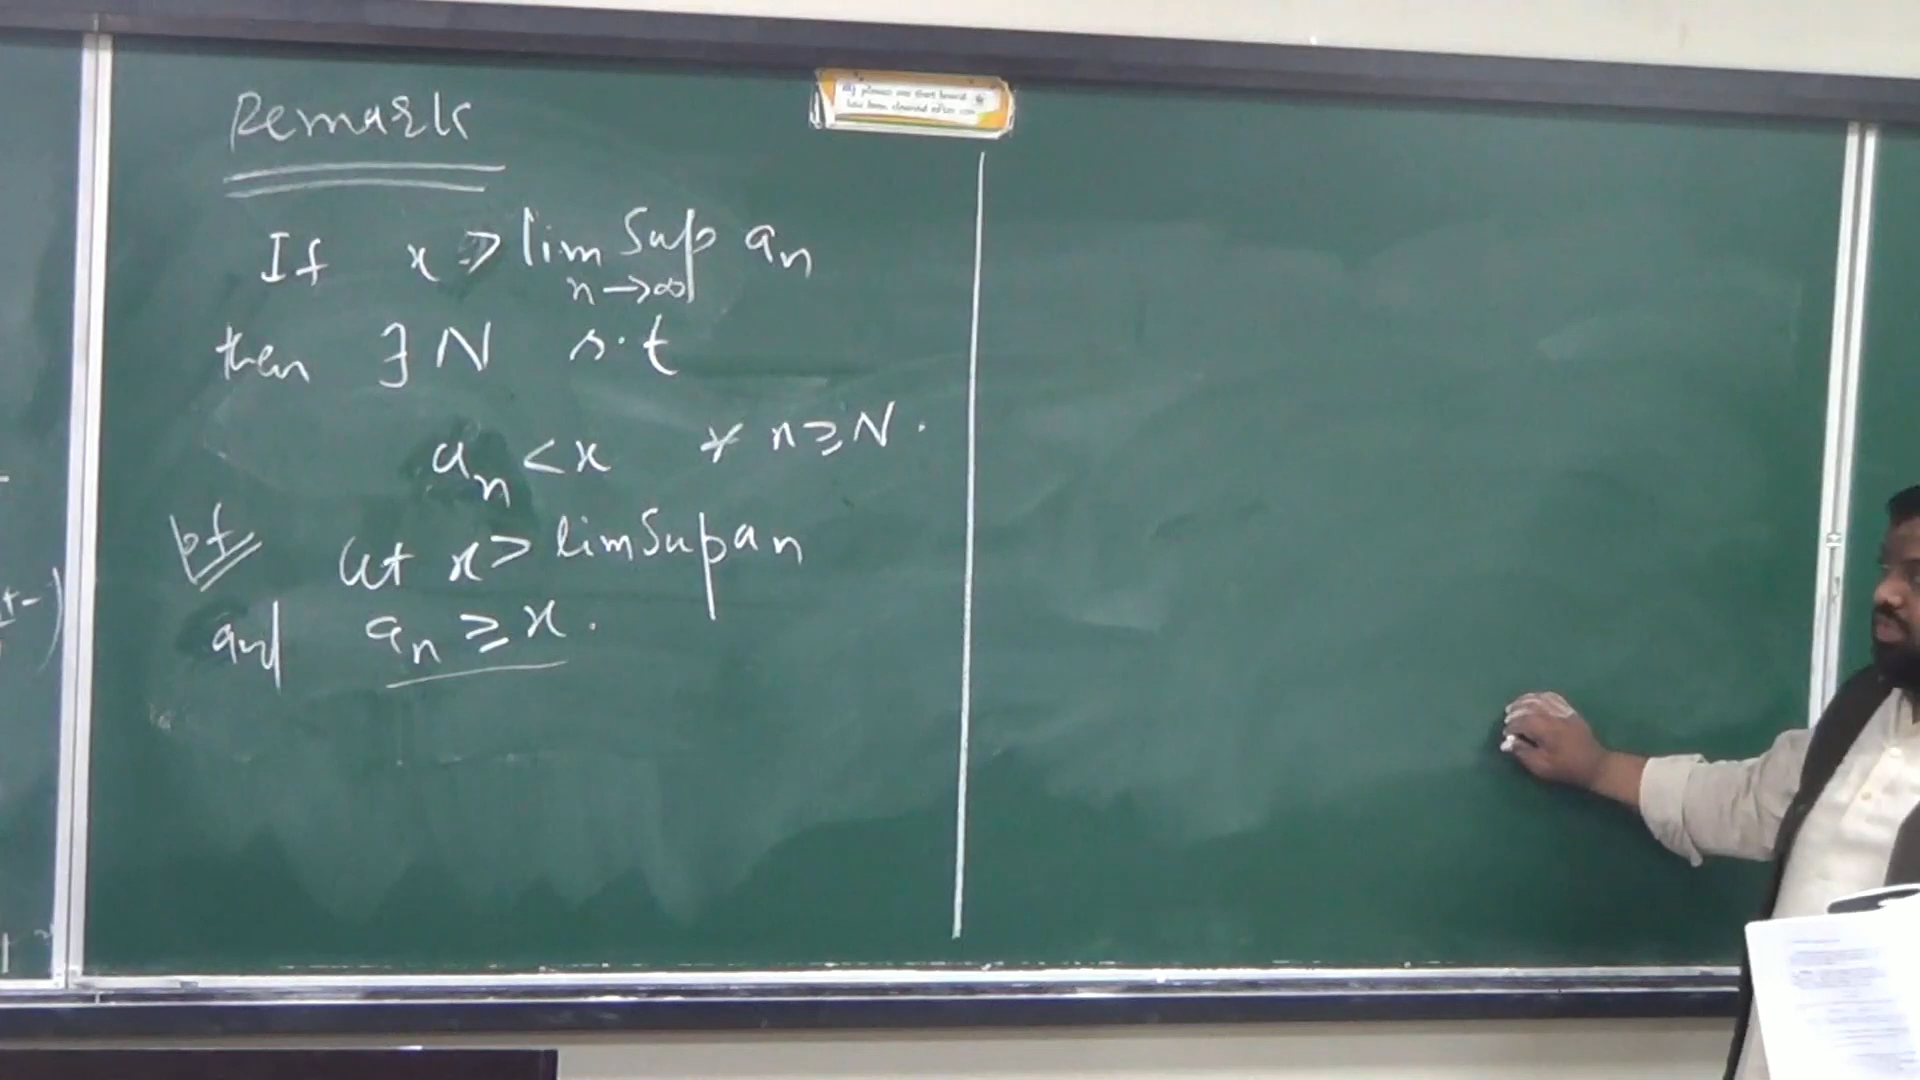 Remark
If x > lim Sup aₙ
n→∞
then ∃ N s.t
aₙ < x ∀ n ≥ N.
pf let x > lim Sup aₙ
and aₙ ≥ x.